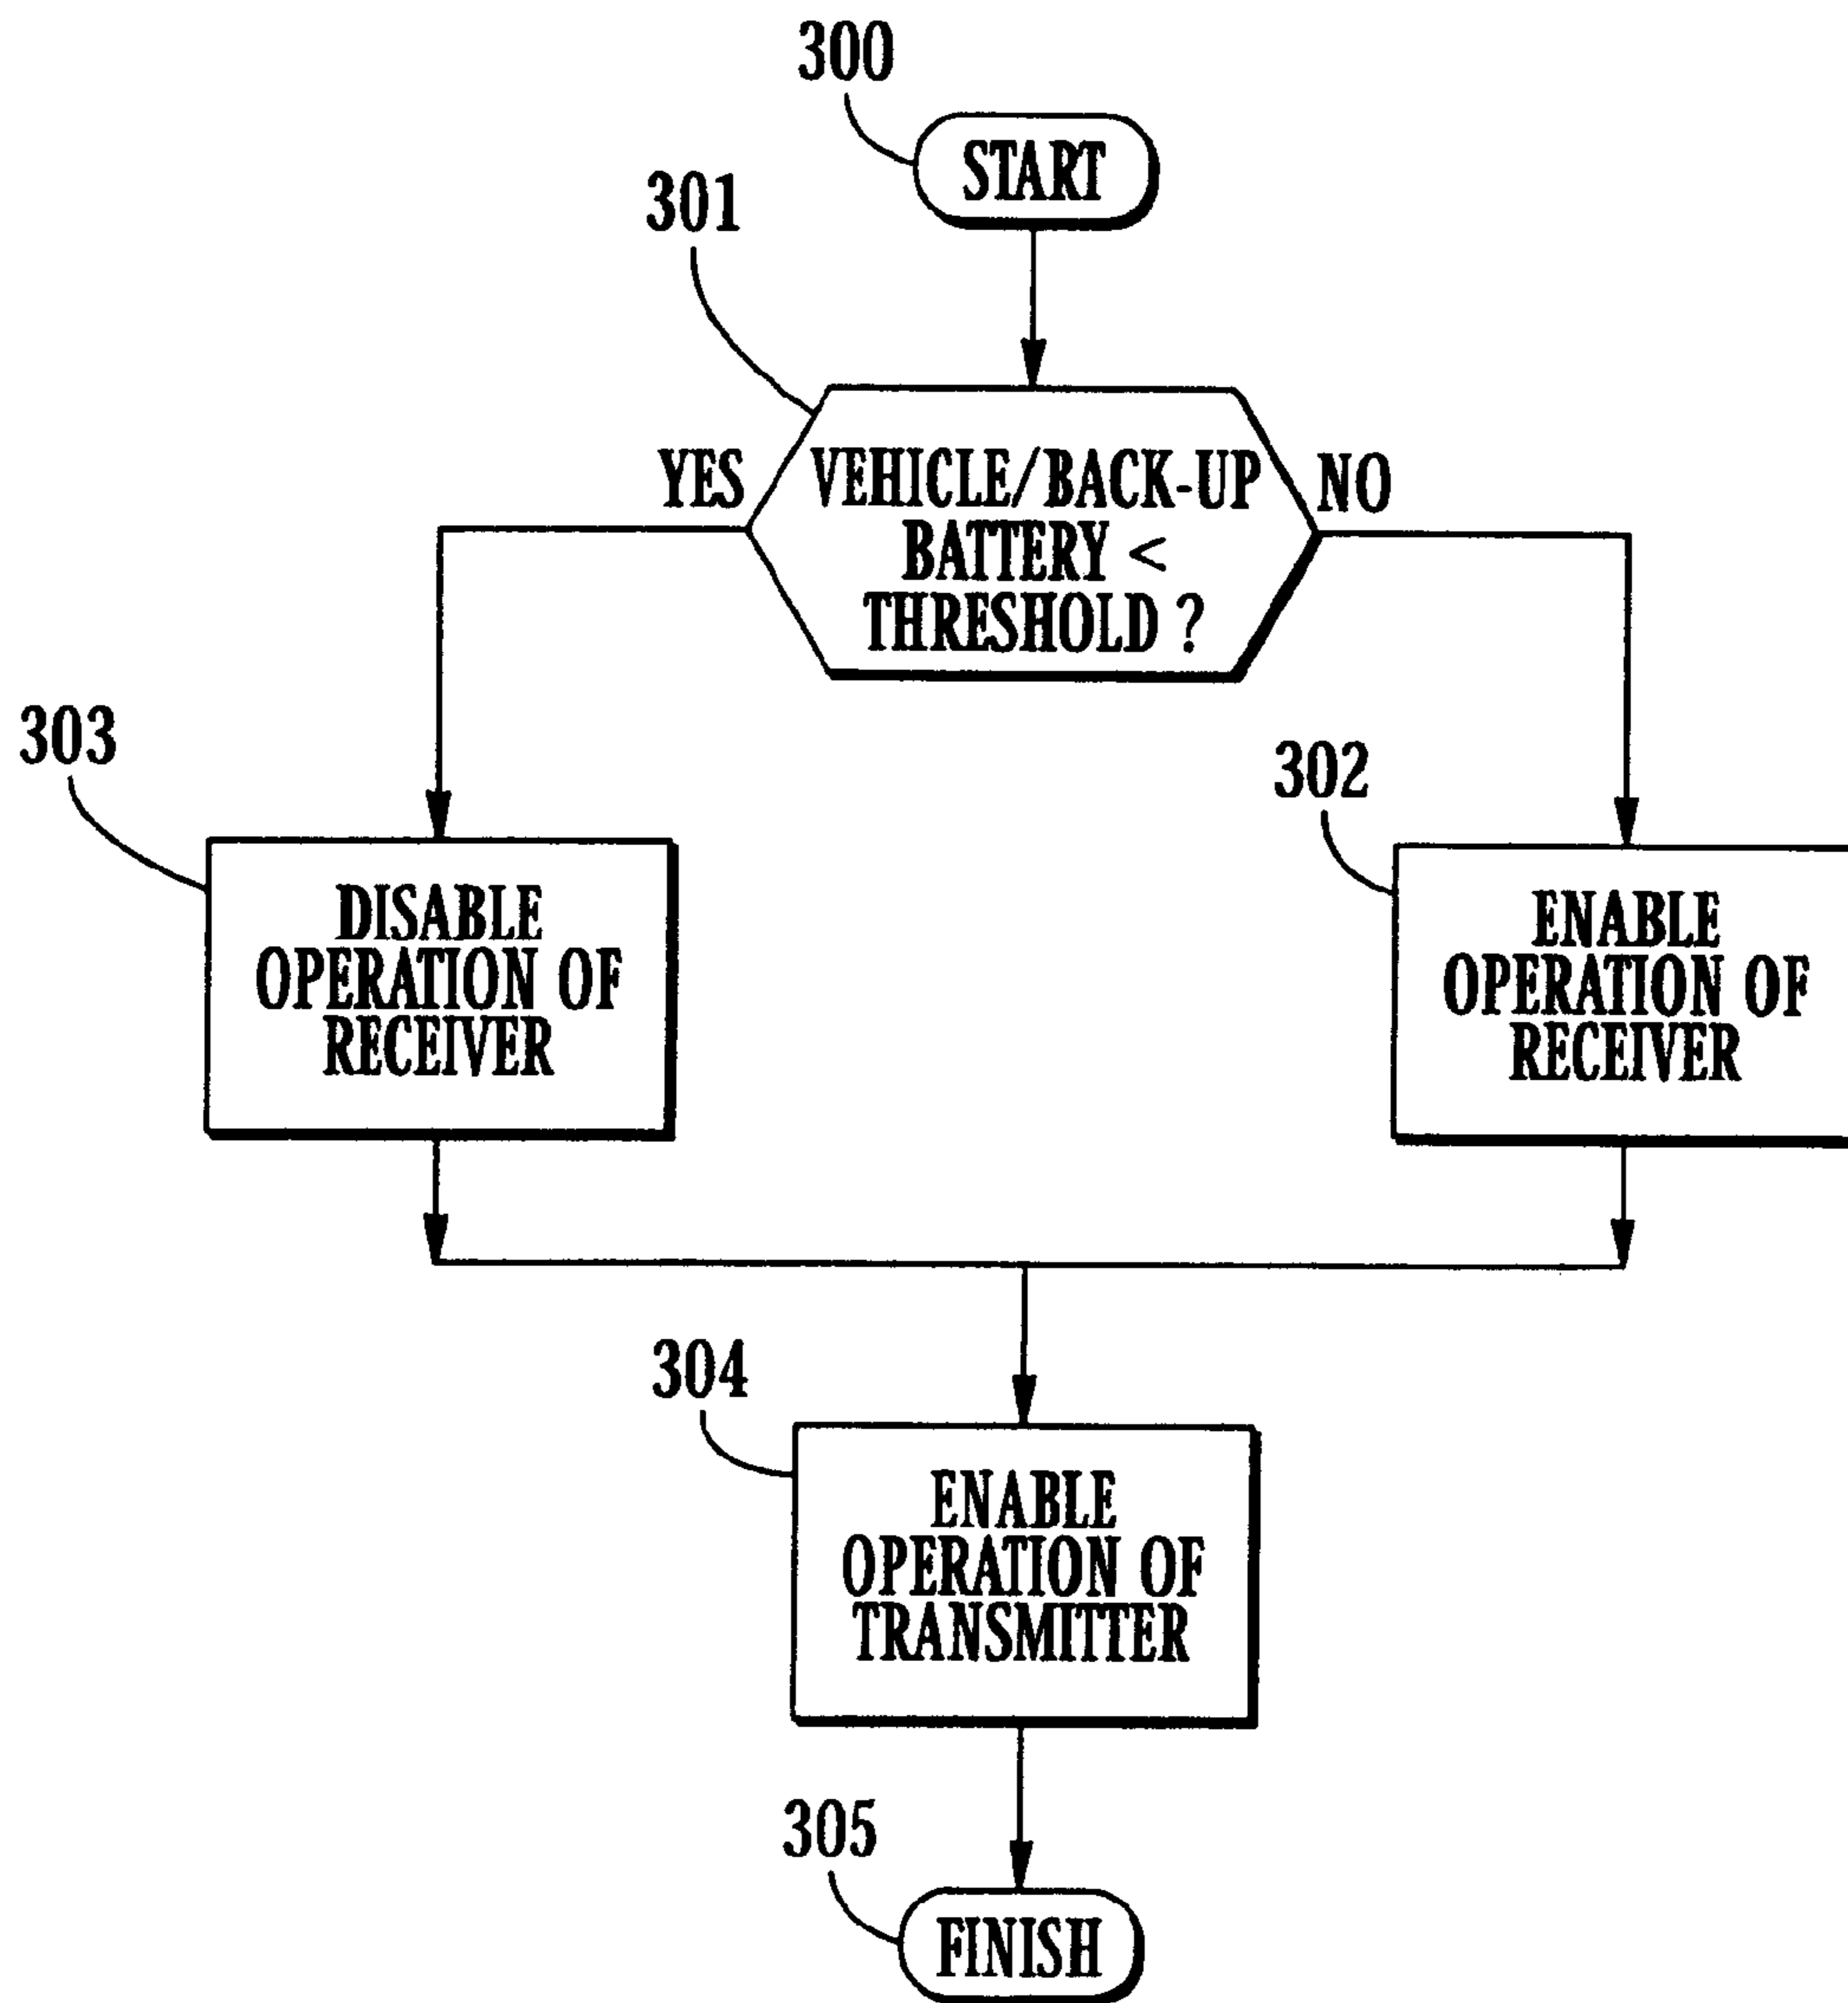 300
START
301
YES
VEHICLE/BACK-UP
BATTERY <
THRESHOLD ?
NO
303
DISABLE
OPERATION OF
RECEIVER
302
ENABLE
OPERATION OF
RECEIVER
304
ENABLE
OPERATION OF
TRANSMITTER
305
FINISH